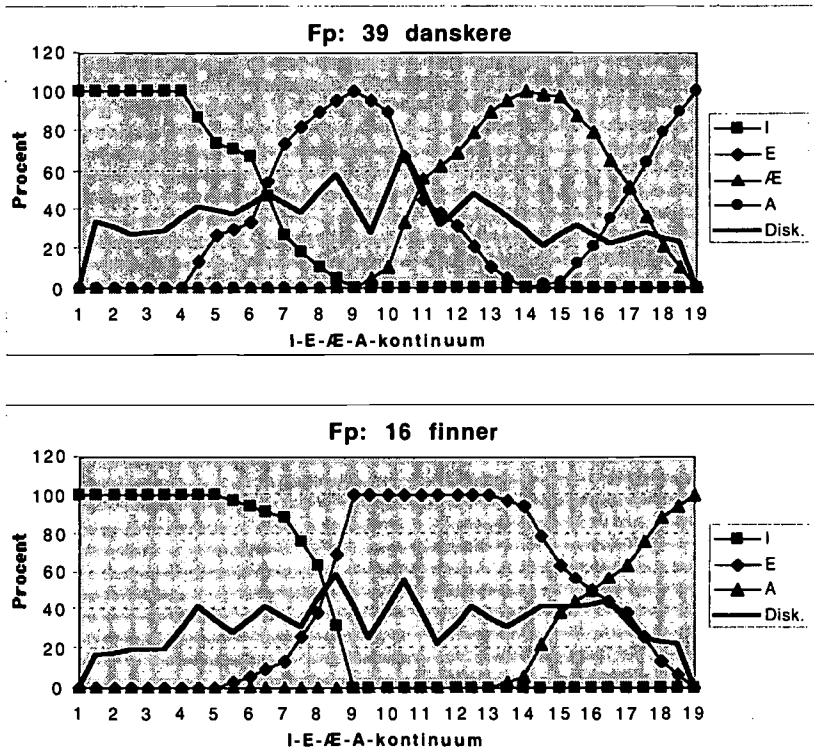 Fp: 39 danskere
120
100
80
60
40
20
0
Procent
1 2 3 4 5 6 7 8 9 10 11 12 13 14 15 16 17 18 19
I-E-Æ-A-kontinuum
I
E
Æ
A
Disk.
Fp: 16 finner
120
100
80
60
40
20
0
Procent
1 2 3 4 5 6 7 8 9 10 11 12 13 14 15 16 17 18 19
I-E-Æ-A-kontinuum
I
E
A
Disk.